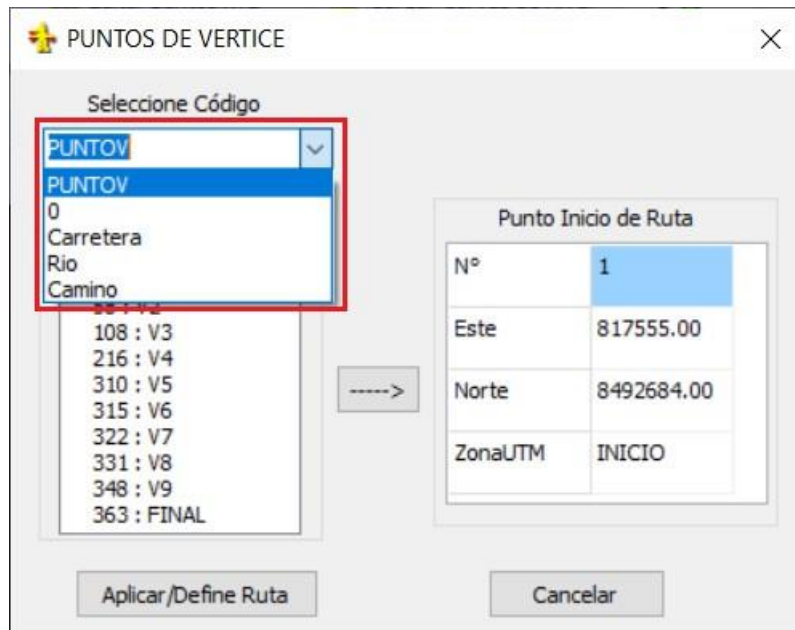 PUNTOS DE VERTICE
Seleccione Código
PUNTOV
PUNTOV
0
Carretera
Rio
Camino
108 : V3
216 : V4
310 : V5
315 : V6
322 : V7
331 : V8
348 : V9
363 : FINAL
----->
Punto Inicio de Ruta
Nº 1
Este 817555.00
Norte 8492684.00
ZonaUTM INICIO
Aplicar/Define Ruta
Cancelar